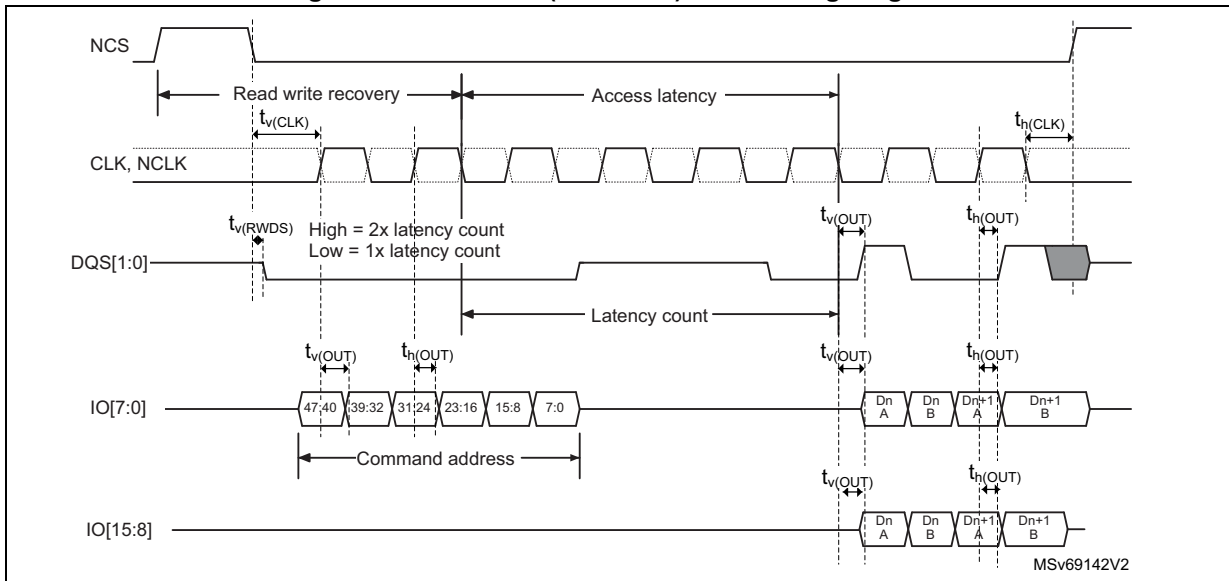 NCS
Read write recovery
Access latency
tv(CLK)
th(CLK)
CLK, NCLK
tv(RWDS)
High = 2x latency count
Low = 1x latency count
tv(OUT)
th(OUT)
DQS[1:0]
Latency count
tv(OUT)
th(OUT)
tv(OUT)
th(OUT)
IO[7:0]
47:40 39:32 31:24 23:16 15:8 7:0
Dn A
Dn B
Dn+1 A
Dn+1 B
Command address
tv(OUT)
th(OUT)
IO[15:8]
Dn A
Dn B
Dn+1 A
Dn+1 B
MSv69142V2